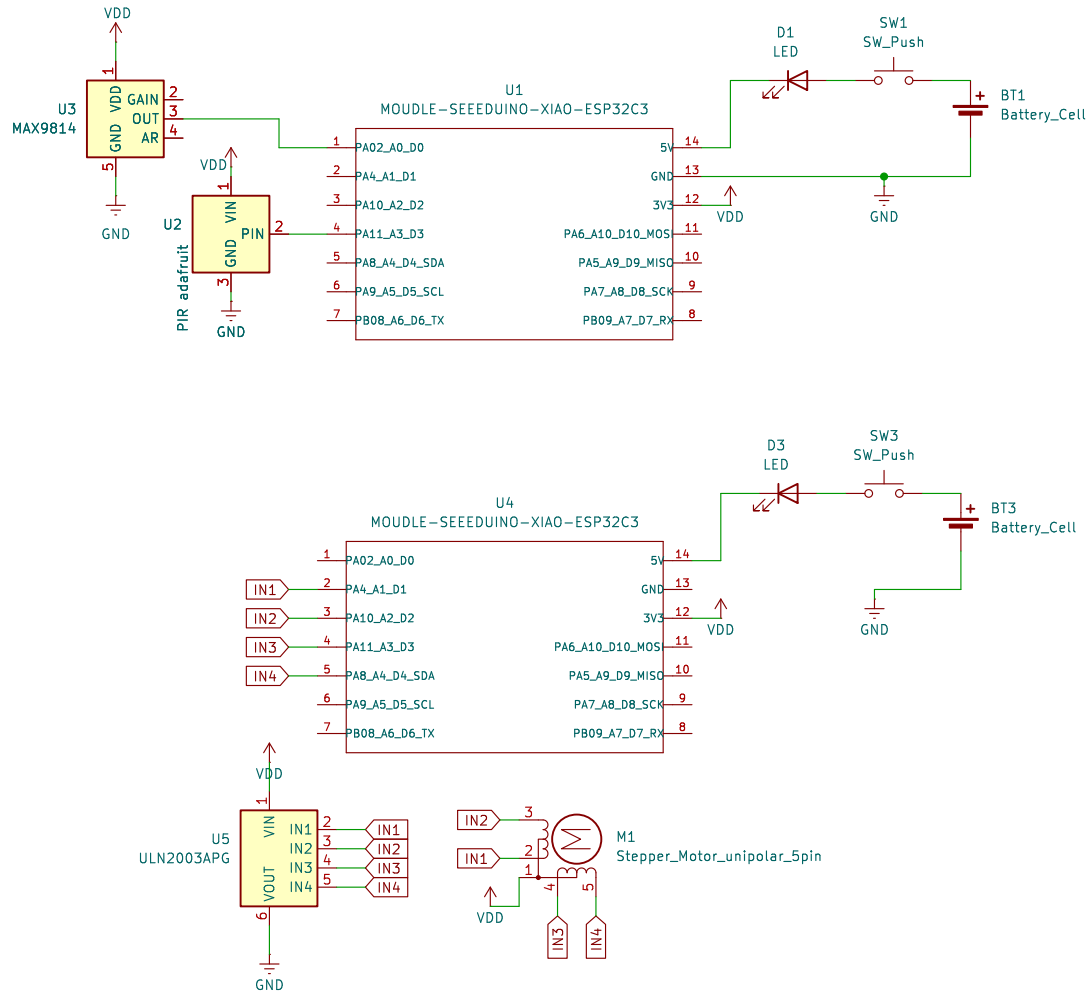 VDD
U3
MAX9814
1
VDD
GAIN
2
OUT
3
AR
4
GND
5
GND
VDD
U2
PIR adafruit
1
VIN
PIN
2
GND
3
GND
U1
MOUDLE-SEEEDUINO-XIAO-ESP32C3
1
PA02_A0_D0
2
PA4_A1_D1
3
PA10_A2_D2
4
PA11_A3_D3
5
PA8_A4_D4_SDA
6
PA9_A5_D5_SCL
7
PB08_A6_D6_TX
5V
14
GND
13
3V3
12
PA6_A10_D10_MOSI
11
PA5_A9_D9_MISO
10
PA7_A8_D8_SCK
9
PB09_A7_D7_RX
8
VDD
D1
LED
SW1
SW_Push
+
BT1
Battery_Cell
GND
U4
MOUDLE-SEEEDUINO-XIAO-ESP32C3
IN1
IN2
IN3
IN4
1
PA02_A0_D0
2
PA4_A1_D1
3
PA10_A2_D2
4
PA11_A3_D3
5
PA8_A4_D4_SDA
6
PA9_A5_D5_SCL
7
PB08_A6_D6_TX
5V
14
GND
13
3V3
12
PA6_A10_D10_MOSI
11
PA5_A9_D9_MISO
10
PA7_A8_D8_SCK
9
PB09_A7_D7_RX
8
VDD
D3
LED
SW3
SW_Push
+
BT3
Battery_Cell
GND
VDD
U5
ULN2003APG
1
VIN
IN1
2
IN1
IN2
3
IN2
IN3
4
IN3
IN4
5
IN4
VOUT
6
GND
IN2
3
IN1
2
1
VDD
4
5
IN3
IN4
M1
Stepper_Motor_unipolar_5pin